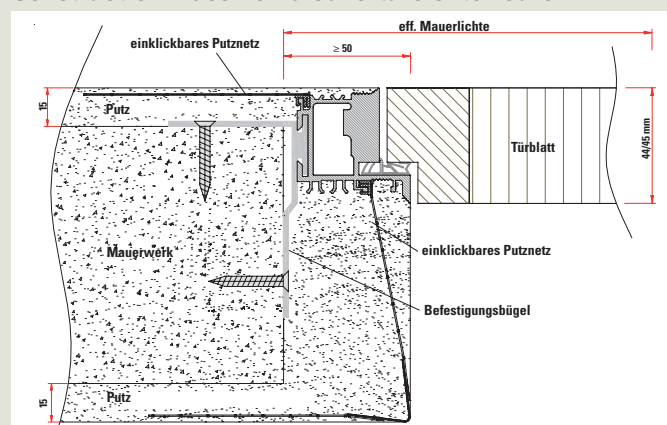 eff. Mauerlichte
einklickbares Putznetz
≥ 50
15
Putz
Türblatt
44/45 mm
Mauerwerk
einklickbares Putznetz
Befestigungsbügel
15
Putz